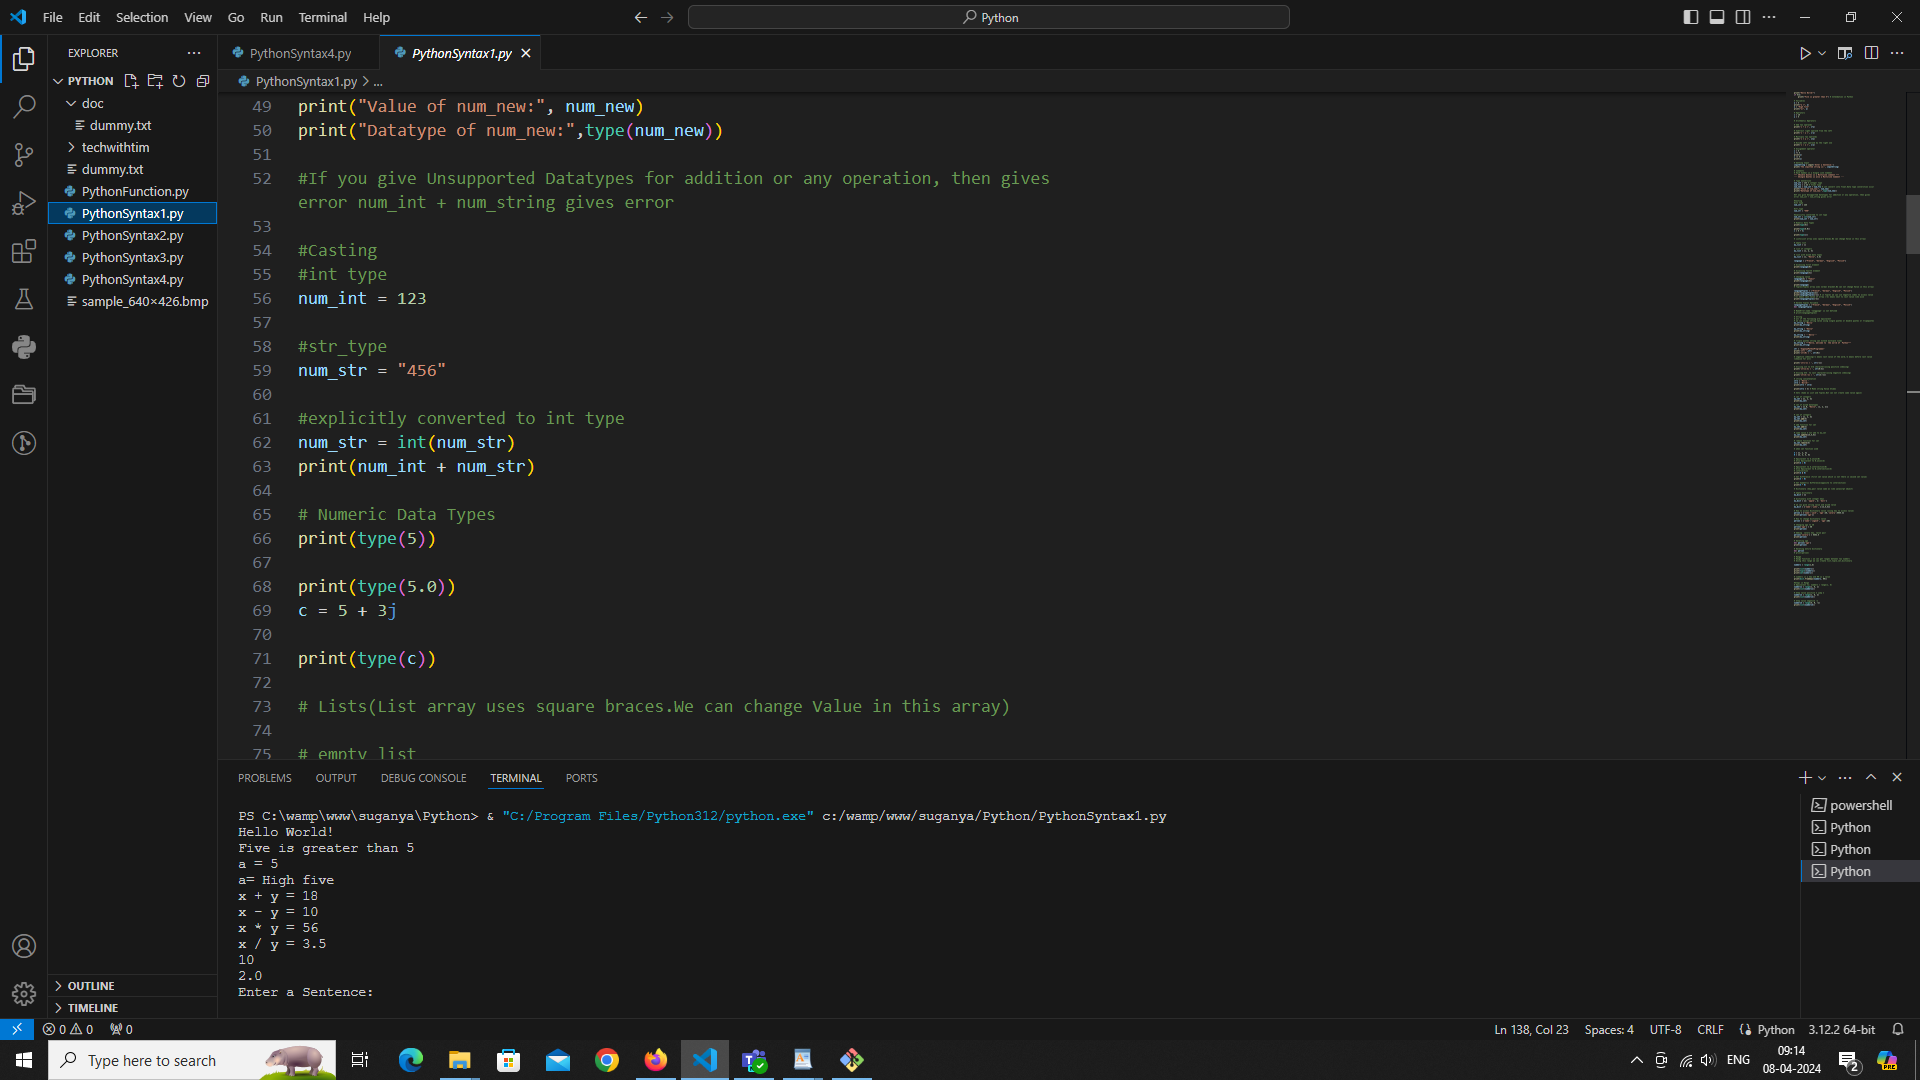 File Edit Selection View Go Run Terminal Help
Python
EXPLORER
PythonSyntax4.py
PythonSyntax1.py
PYTHON
PythonSyntax1.py > ...
doc
dummy.txt
techwithtim
dummy.txt
PythonFunction.py
PythonSyntax1.py
PythonSyntax2.py
PythonSyntax3.py
PythonSyntax4.py
sample_640×426.bmp
OUTLINE
TIMELINE
49 print("Value of num_new:", num_new)
50 print("Datatype of num_new:",type(num_new))
51
52 #If you give Unsupported Datatypes for addition or any operation, then gives
error num_int + num_string gives error
53
54 #Casting
55 #int type
56 num_int = 123
57
58 #str_type
59 num_str = "456"
60
61 #explicitly converted to int type
62 num_str = int(num_str)
63 print(num_int + num_str)
64
65 # Numeric Data Types
66 print(type(5))
67
68 print(type(5.0))
69 c = 5 + 3j
70
71 print(type(c))
72
73 # Lists(List array uses square braces.We can change Value in this array)
74
75 # empty list
PROBLEMS OUTPUT DEBUG CONSOLE TERMINAL PORTS
PS C:\wamp\www\suganya\Python> & "C:/Program Files/Python312/python.exe" c:/wamp/www/suganya/Python/PythonSyntax1.py
Hello World!
Five is greater than 5
a = 5
a= High five
x + y = 18
x - y = 10
x * y = 56
x / y = 3.5
10
2.0
Enter a Sentence:
powershell
Python
Python
Python
0 0 0
Ln 138, Col 23 Spaces: 4 UTF-8 CRLF Python 3.12.2 64-bit
Type here to search
ENG
09:14
08-04-2024
2